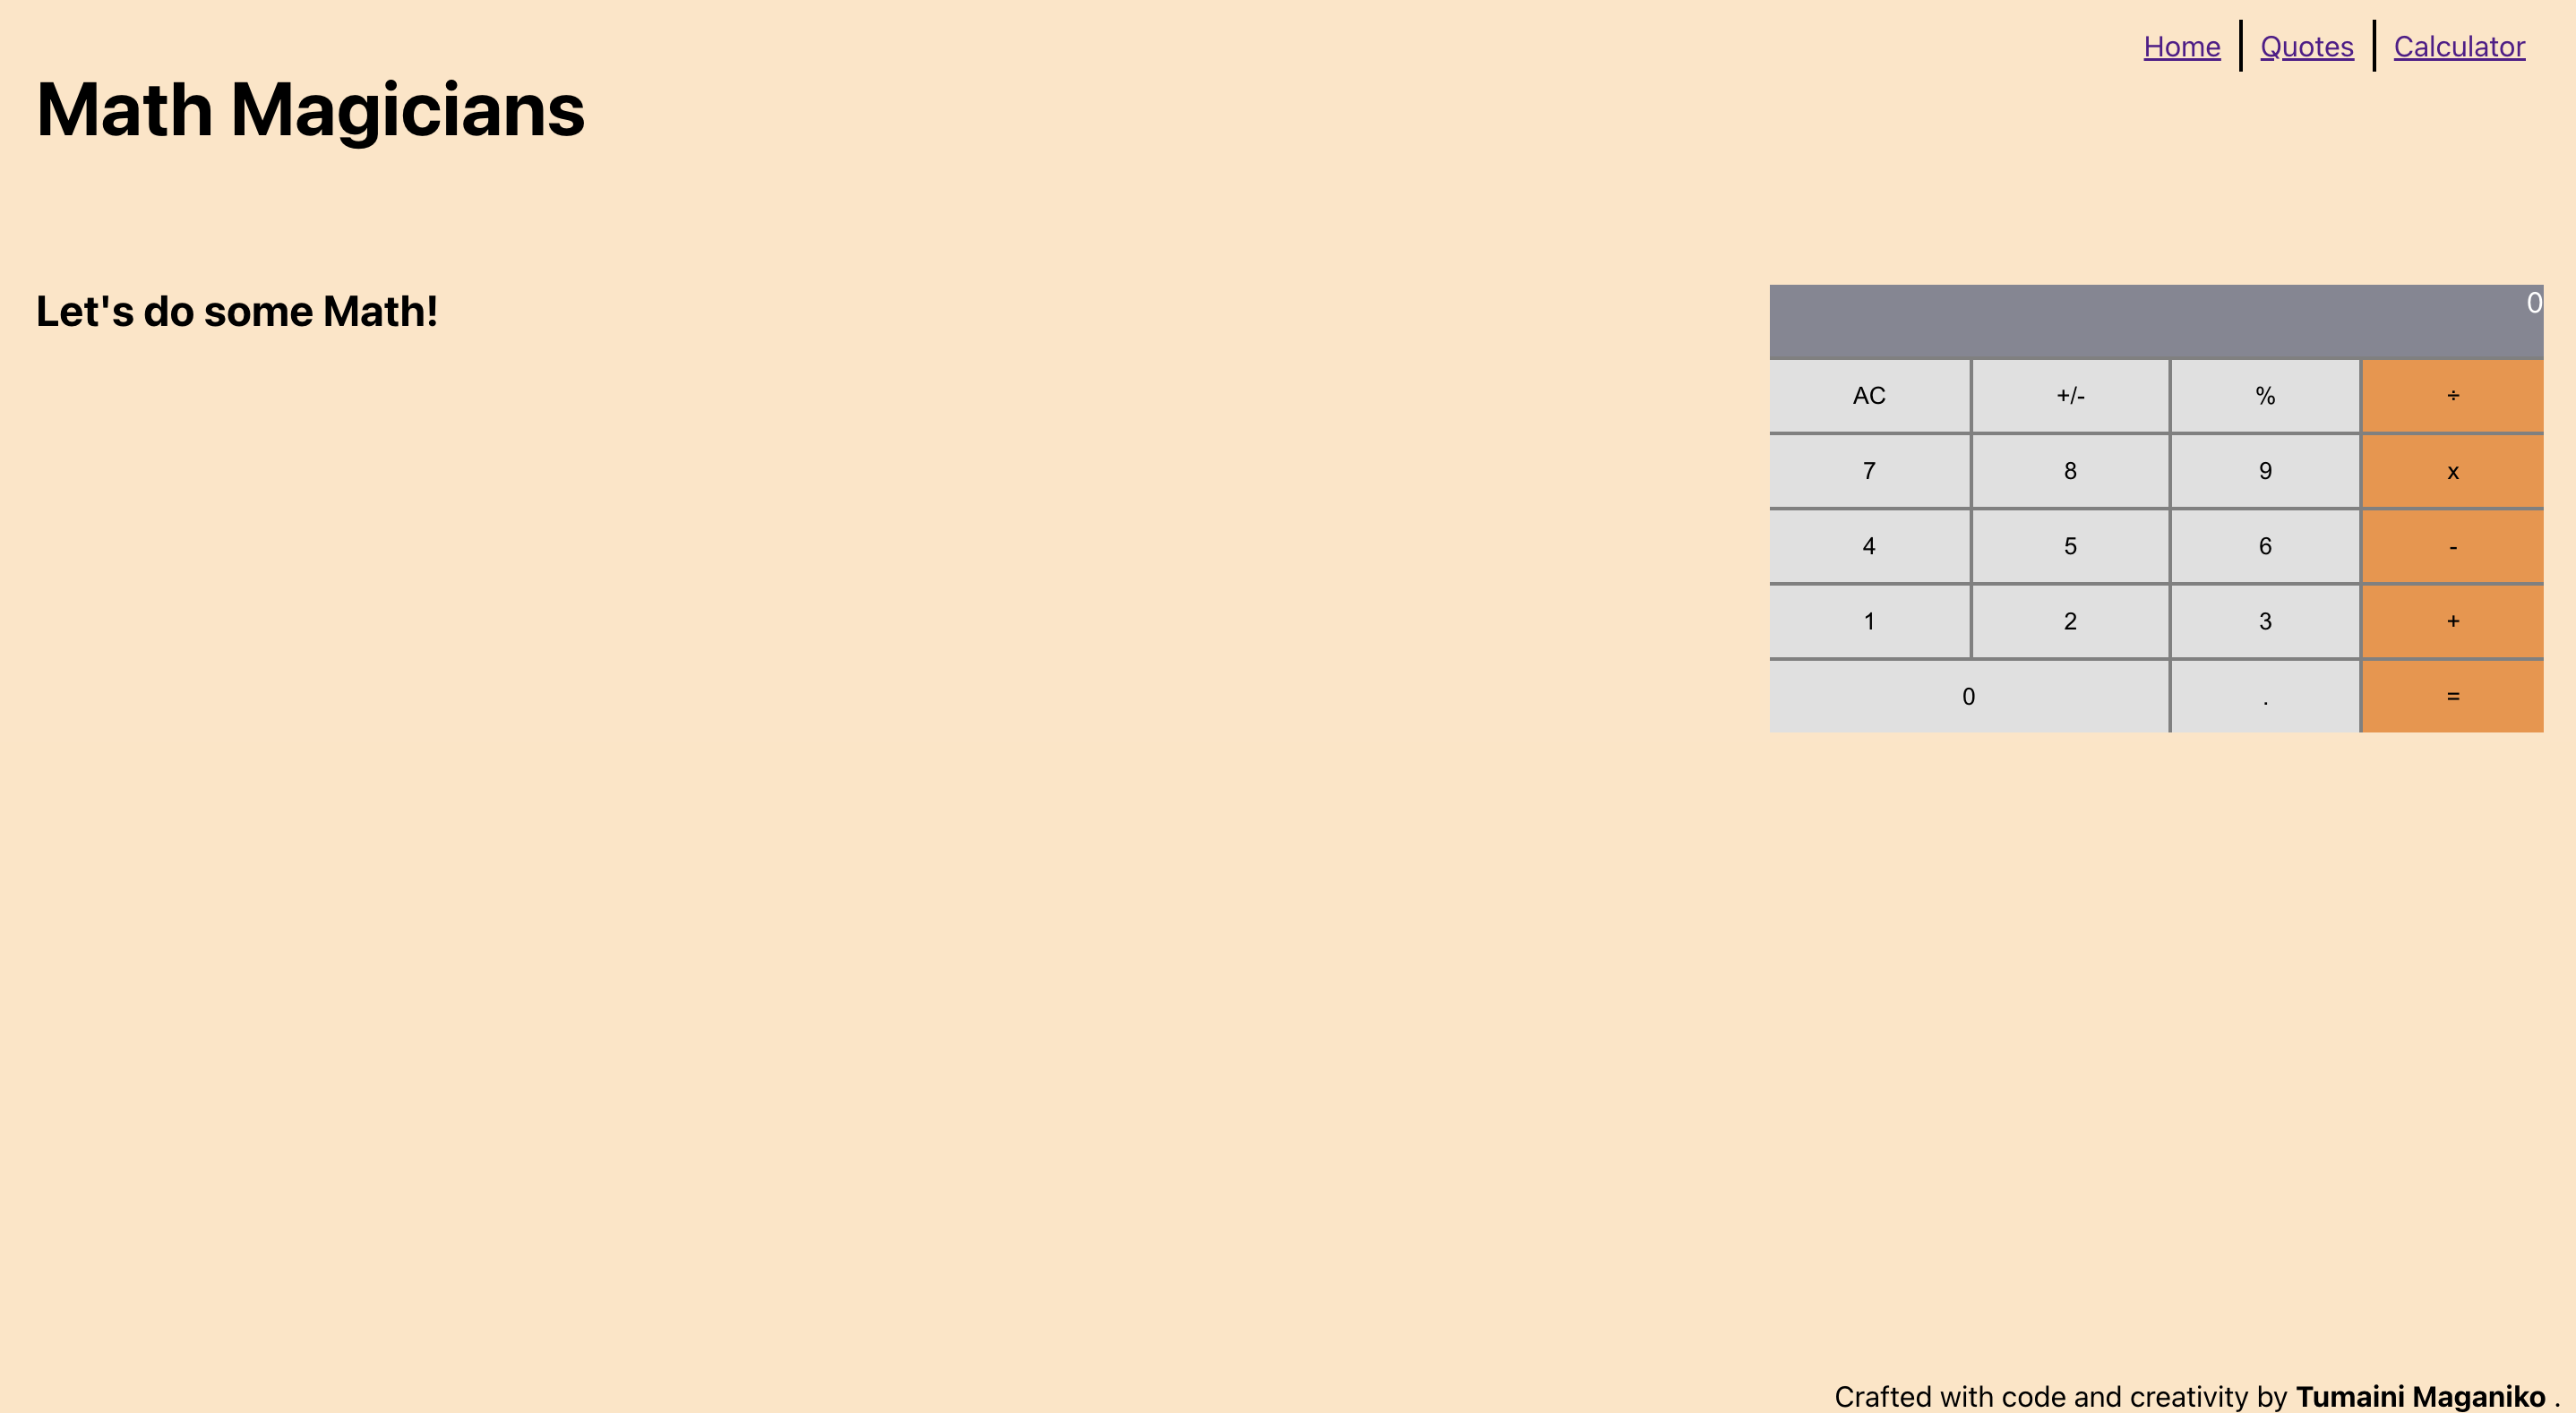 Home Quotes Calculator
Math Magicians
Let's do some Math!
0
AC +/- % ÷
7 8 9 x
4 5 6 -
1 2 3 +
0 . =
Crafted with code and creativity by Tumaini Maganiko .